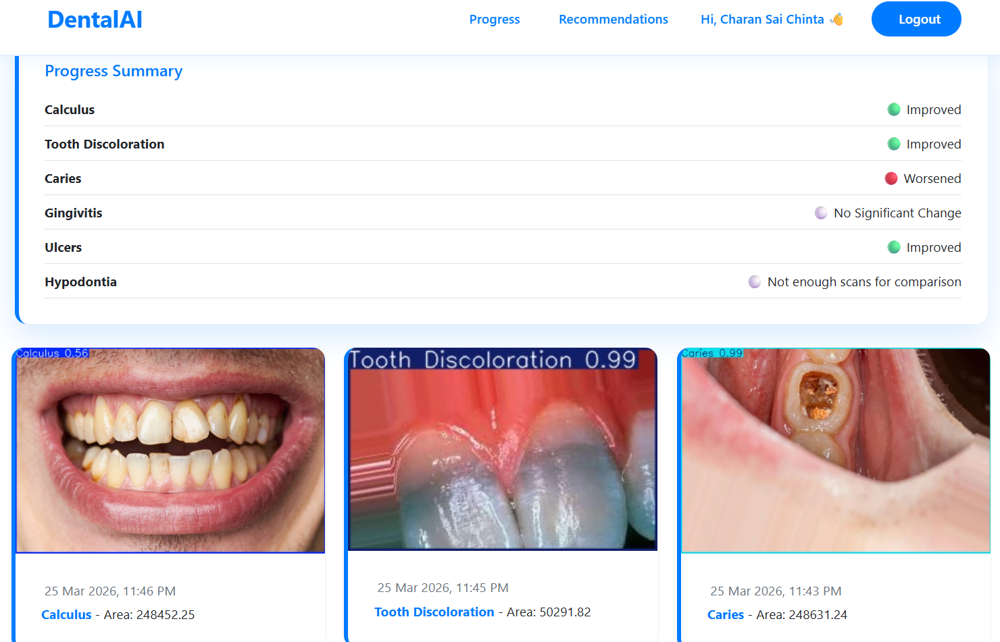 DentalAI
Progress
Recommendations
Hi, Charan Sai Chinta 👋
Logout
Progress Summary
Calculus
Improved
Tooth Discoloration
Improved
Caries
Worsened
Gingivitis
No Significant Change
Ulcers
Improved
Hypodontia
Not enough scans for comparison
Calculus 0.56
Tooth Discoloration 0.99
Caries 0.99
25 Mar 2026, 11:46 PM
Calculus - Area: 248452.25
25 Mar 2026, 11:45 PM
Tooth Discoloration - Area: 50291.82
25 Mar 2026, 11:43 PM
Caries - Area: 248631.24